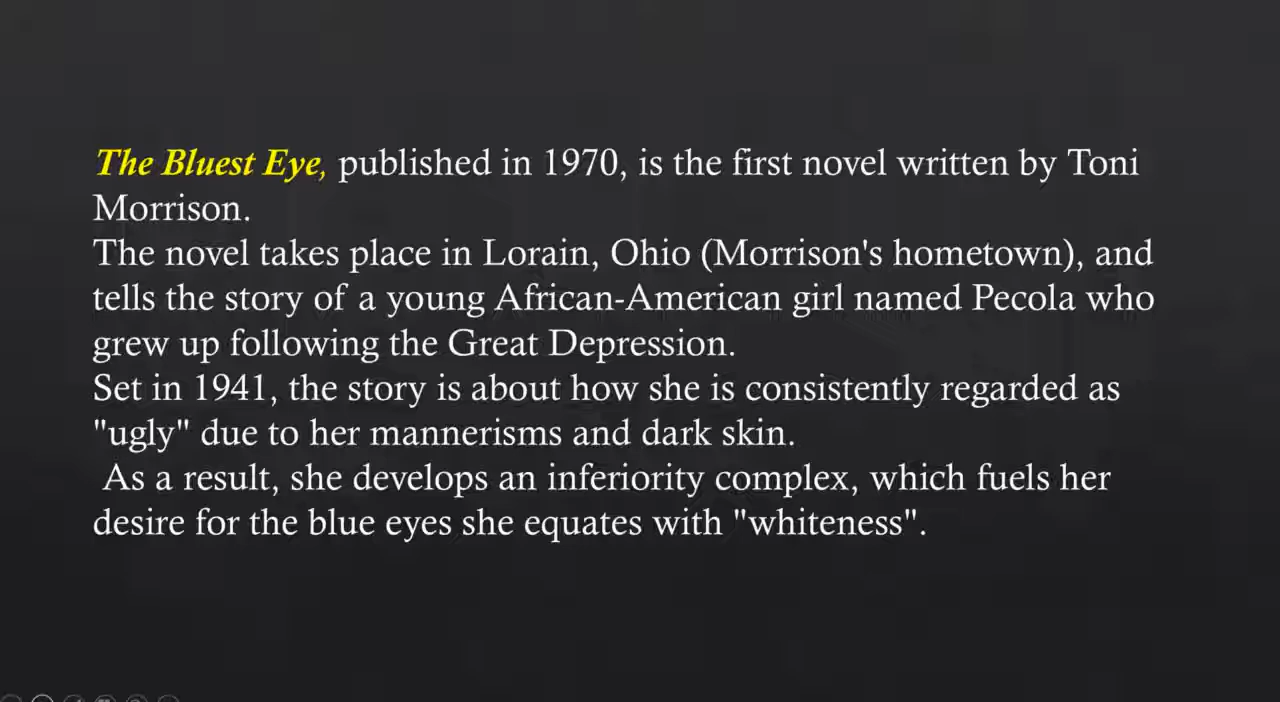 The Bluest Eye, published in 1970, is the first novel written by Toni
Morrison.
The novel takes place in Lorain, Ohio (Morrison's hometown), and
tells the story of a young African-American girl named Pecola who
grew up following the Great Depression.
Set in 1941, the story is about how she is consistently regarded as
"ugly" due to her mannerisms and dark skin.
As a result, she develops an inferiority complex, which fuels her
desire for the blue eyes she equates with "whiteness".